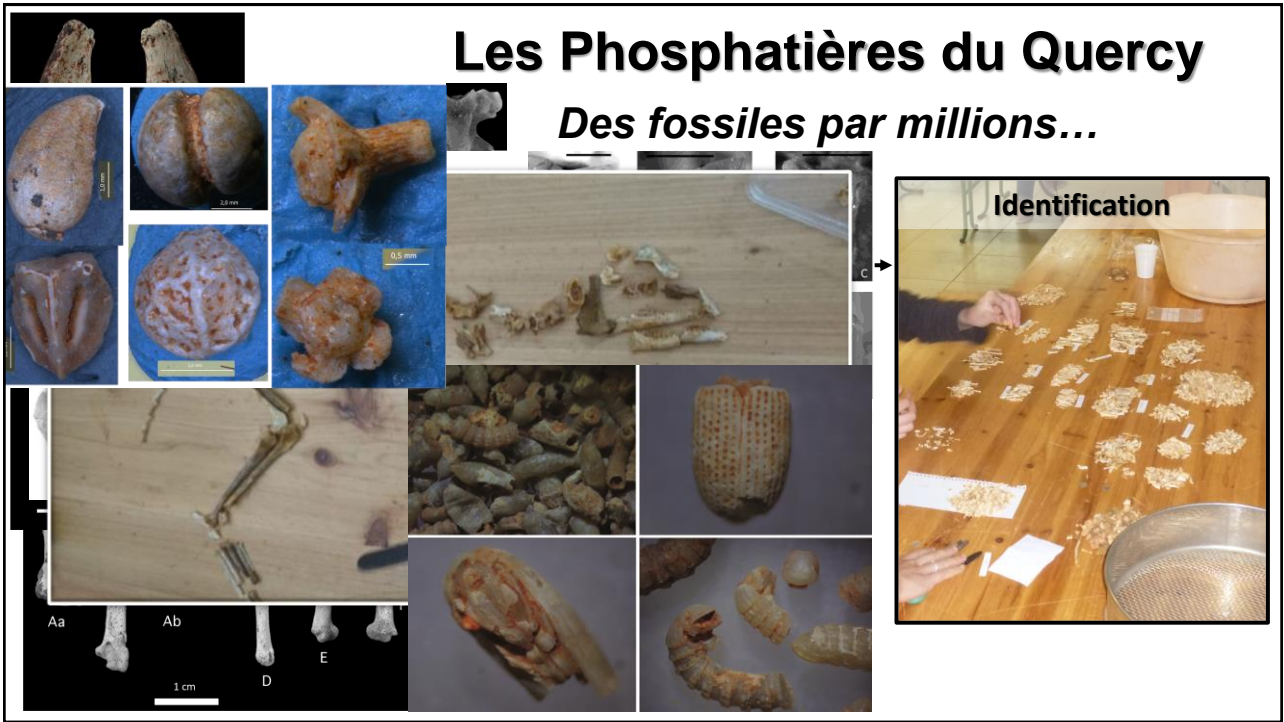 Les Phosphatières du Quercy
Des fossiles par millions…
Identification
1,0 mm
2,0 mm
0,5 mm
C
Aa
Ab
E
D
1 cm